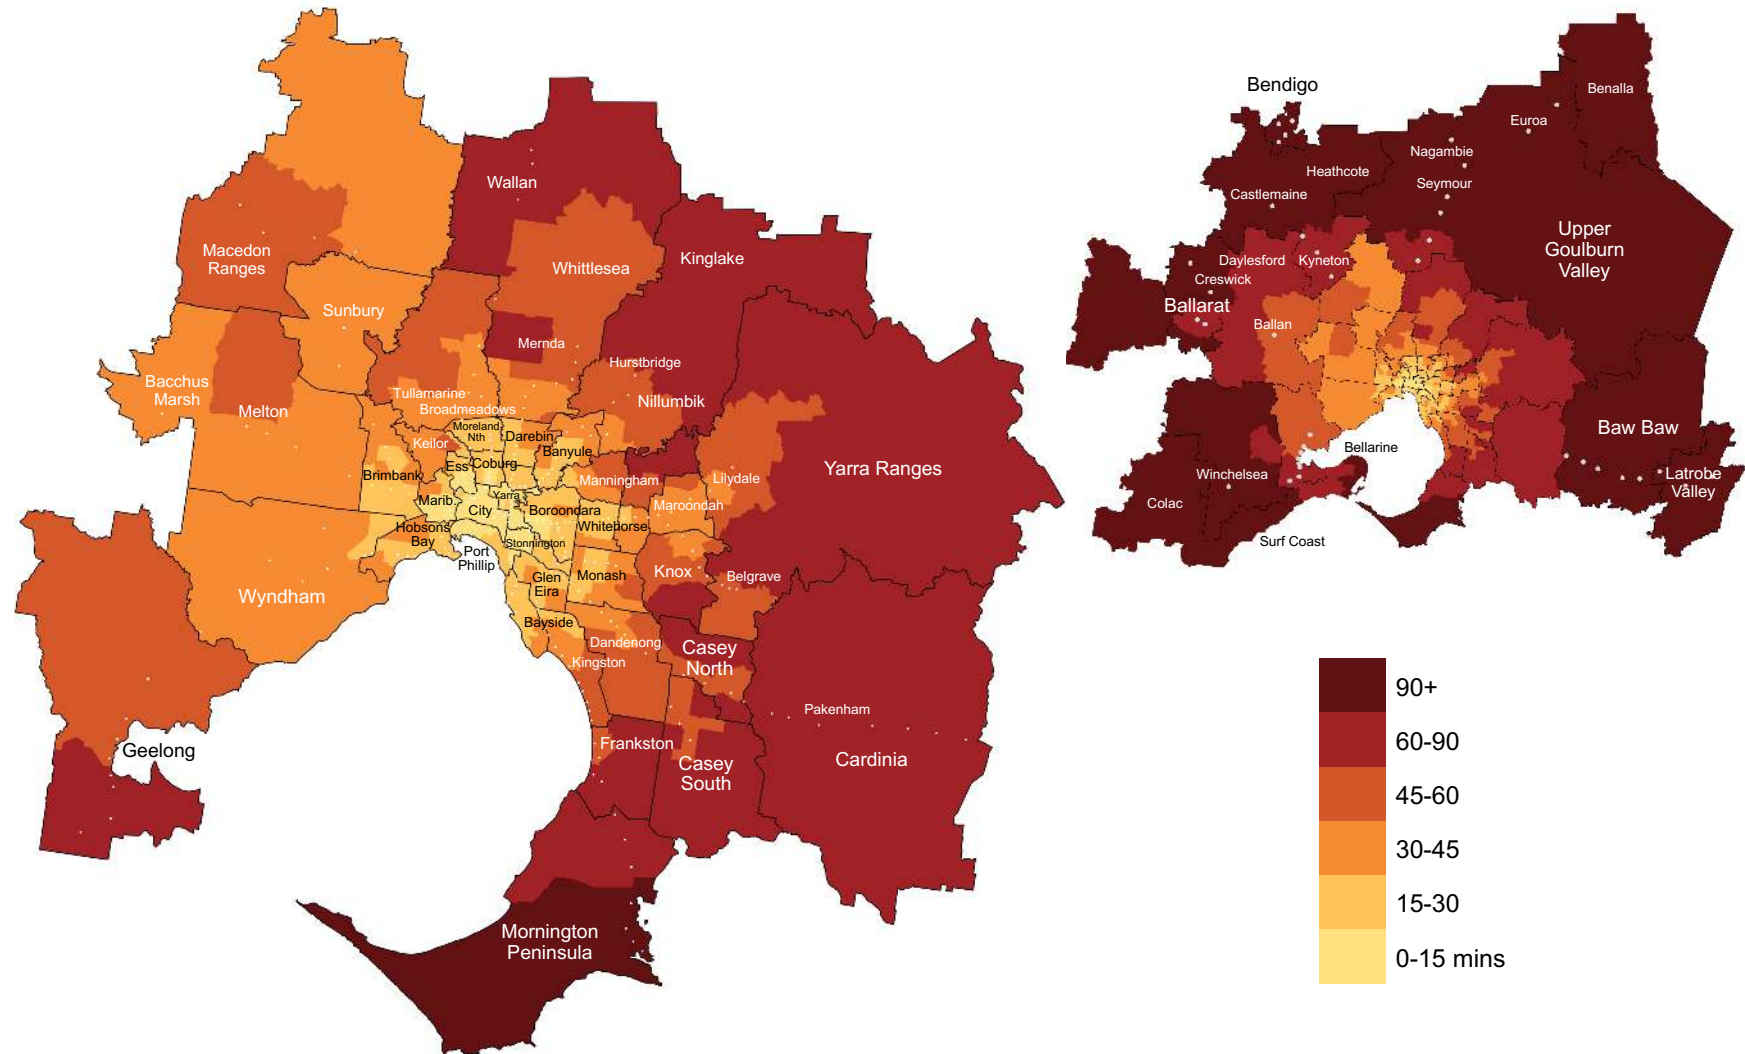 Wallan
Macedon
Ranges
Whittlesea
Kinglake
Sunbury
Mernda
Hurstbridge
Bacchus
Marsh
Melton
Tullamarine
Broadmeadows
Nillumbik
Moreland
Nth
Keilor
Darebin
Banyule
Ess
Coburg
Brimbank
Manningham
Lilydale
Yarra Ranges
Marib
Yarra
City
Boroondara
Maroondah
Hobsons
Bay
Whitehorse
Port
Phillip
Stonnington
Glen
Eira
Monash
Knox
Belgrave
Wyndham
Bayside
Dandenong
Kingston
Casey
North
Pakenham
Geelong
Frankston
Casey
South
Cardinia
Mornington
Peninsula
Bendigo
Benalla
Euroa
Nagambie
Heathcote
Seymour
Castlemaine
Upper
Goulburn
Valley
Daylesford
Kyneton
Creswick
Ballarat
Ballan
Baw Baw
Bellarine
Winchelsea
Latrobe
Valley
Colac
Surf Coast
90+
60-90
45-60
30-45
15-30
0-15 mins